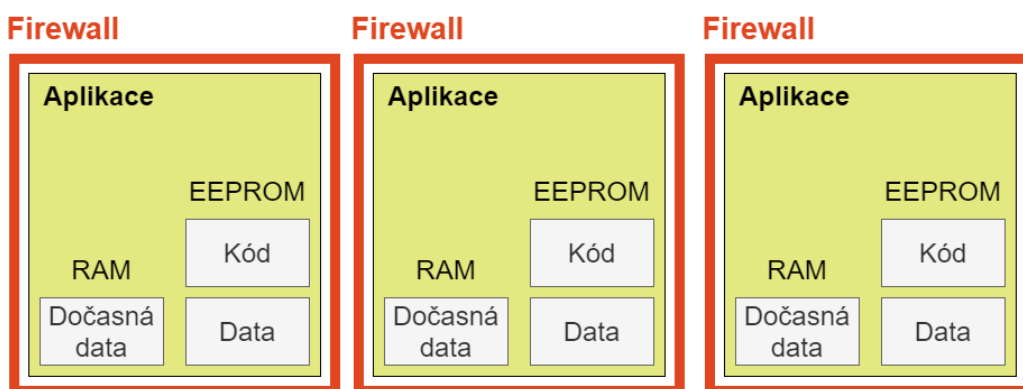 Firewall
Aplikace
EEPROM
Kód
RAM
Dočasná
data
Data
Firewall
Aplikace
EEPROM
Kód
RAM
Dočasná
data
Data
Firewall
Aplikace
EEPROM
Kód
RAM
Dočasná
data
Data